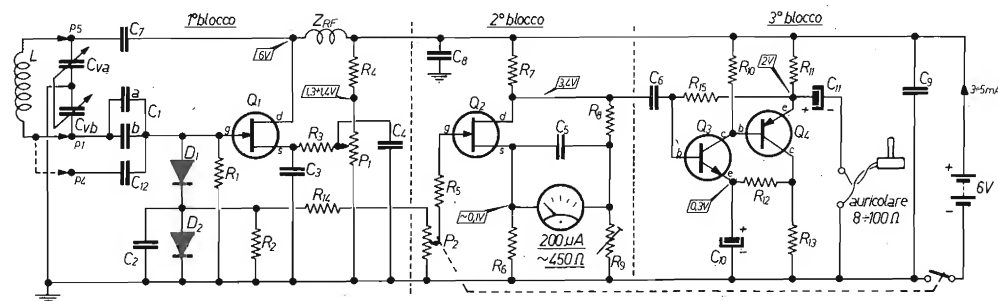 1° blocco
2° blocco
3° blocco
P5
C7
ZRF
6V
L
Cva
Cvb
P1
P4
a
b
C1
C12
D1
D2
C2
R1
R2
Q1
g
d
s
R3
C3
R14
R4
1,3÷1,4V
P1
C4
C8
R5
P2
Q2
g
d
s
R7
3,4V
~0,1V
C5
R8
200µA
~450Ω
R6
R9
C6
R15
R10
2V
R11
C11
+
-
Q3
b
c
e
Q4
b
e
c
0,3V
R12
R13
C10
+
-
auricolare
8÷100Ω
C9
3÷5mA
+
-
6V